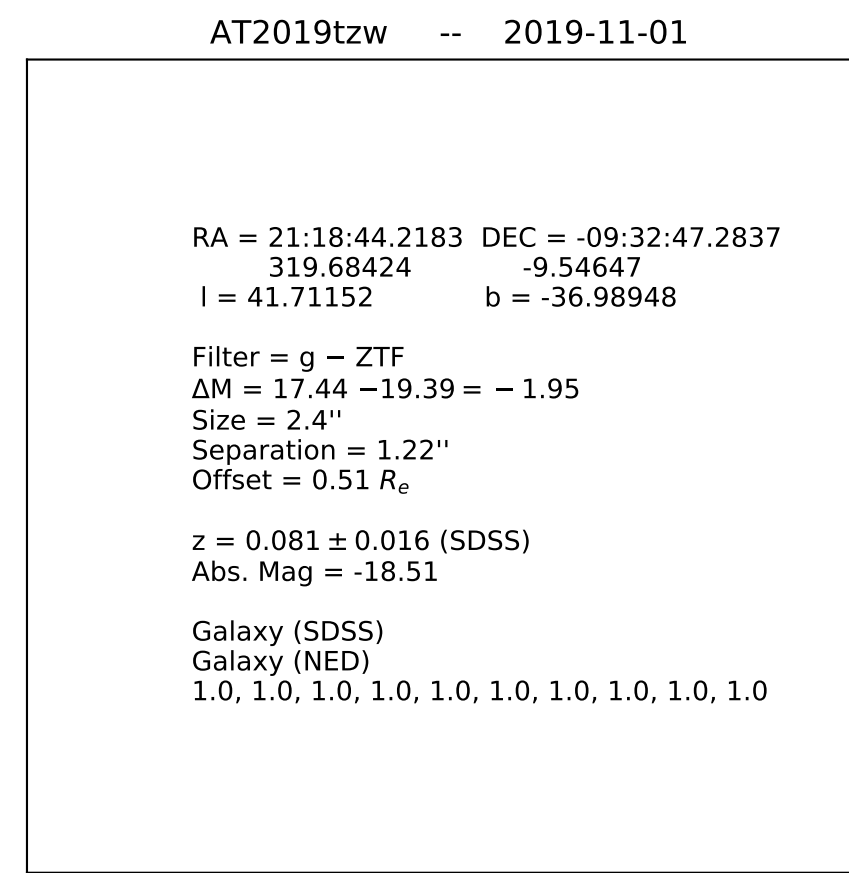 AT2019tzw -- 2019-11-01
RA = 21:18:44.2183 DEC = -09:32:47.2837
319.68424 -9.54647
l = 41.71152 b = -36.98948
Filter = g − ZTF
ΔM = 17.44 −19.39 = − 1.95
Size = 2.4''
Separation = 1.22''
Offset = 0.51 Rₑ
z = 0.081 ± 0.016 (SDSS)
Abs. Mag = -18.51
Galaxy (SDSS)
Galaxy (NED)
1.0, 1.0, 1.0, 1.0, 1.0, 1.0, 1.0, 1.0, 1.0, 1.0